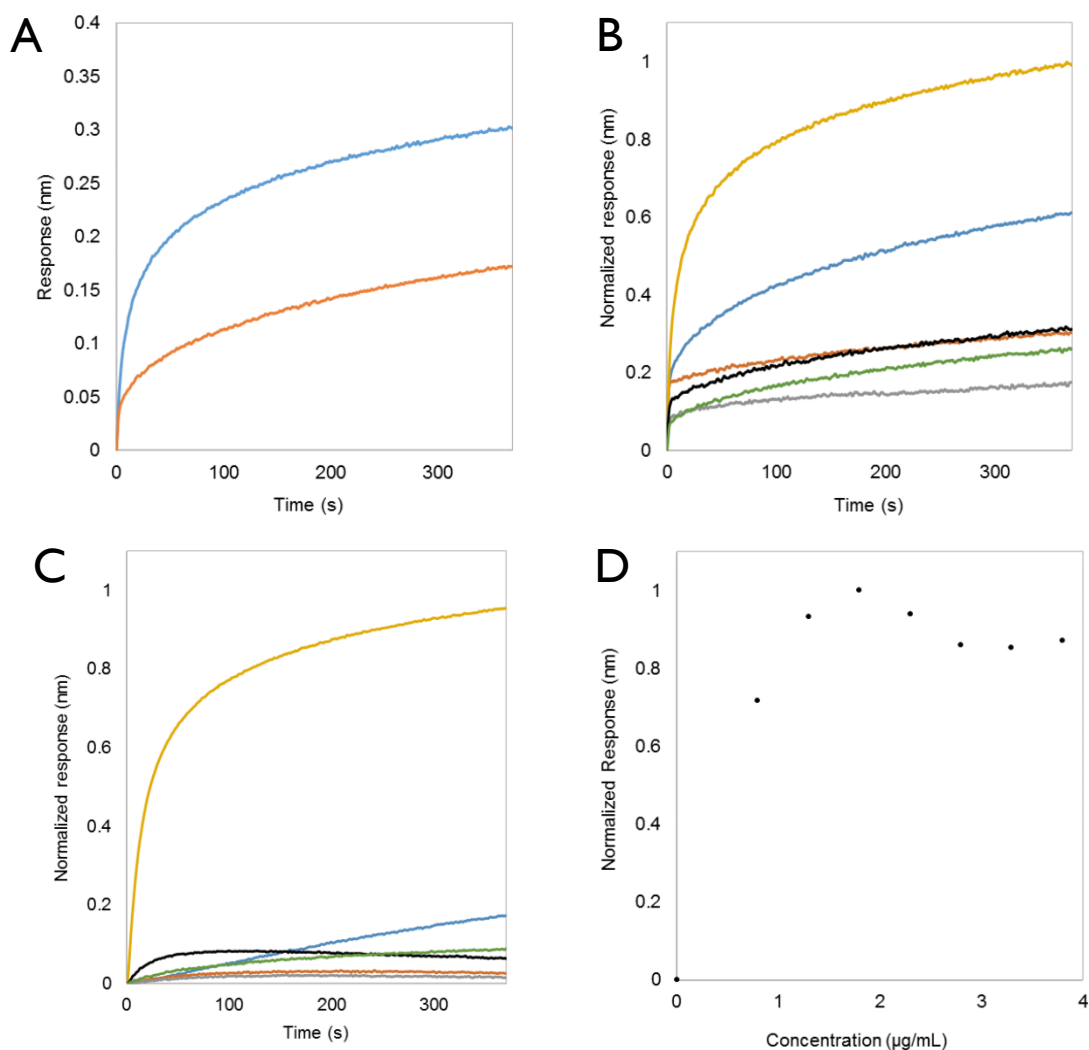 A
0.4
0.35
0.3
0.25
0.2
0.15
0.1
0.05
0
Response (nm)
0 100 200 300
Time (s)
B
1
0.8
0.6
0.4
0.2
0
Normalized response (nm)
0 100 200 300
Time (s)
C
1
0.8
0.6
0.4
0.2
0
Normalized response (nm)
0 100 200 300
Time (s)
D
1
0.8
0.6
0.4
0.2
0
Normalized Response (nm)
0 1 2 3 4
Concentration (µg/mL)